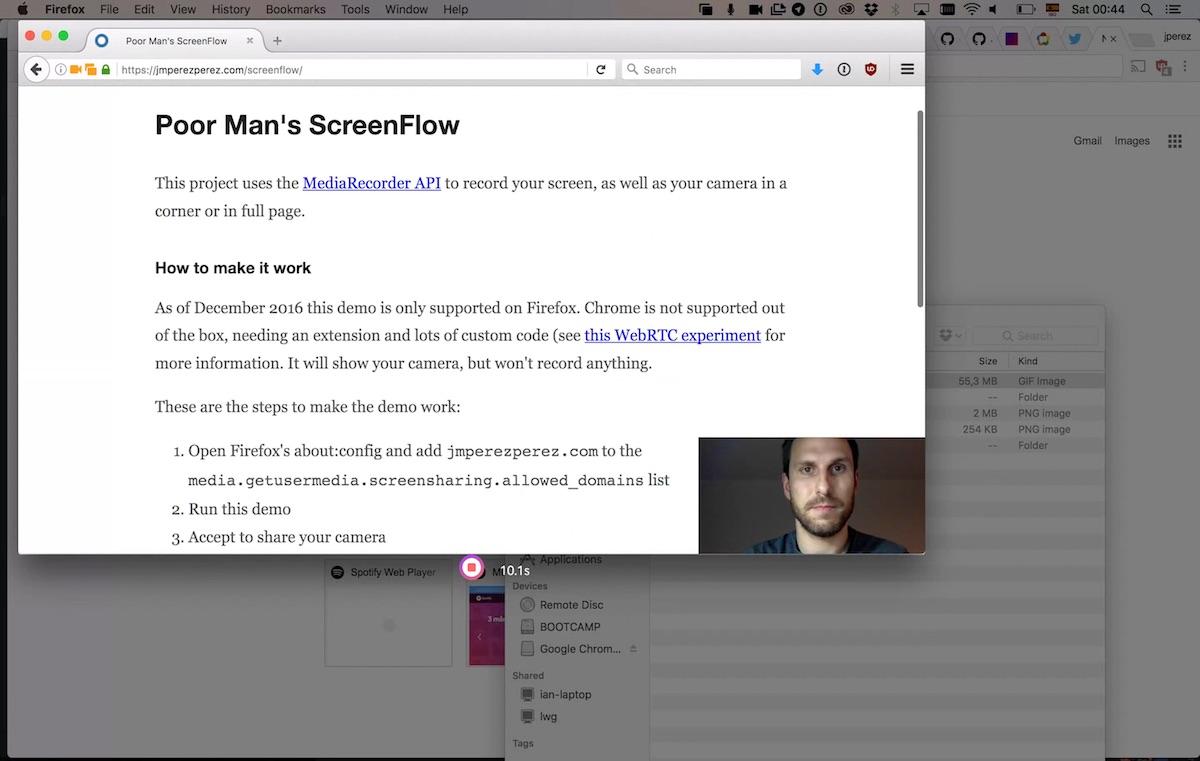 Firefox File Edit View History Bookmarks Tools Window Help
Sat 00:44
Poor Man's ScreenFlow
jperez
https://jmperezperez.com/screenflow/
Search
Gmail Images
Poor Man's ScreenFlow
This project uses the MediaRecorder API to record your screen, as well as your camera in a
corner or in full page.
How to make it work
As of December 2016 this demo is only supported on Firefox. Chrome is not supported out
of the box, needing an extension and lots of custom code (see this WebRTC experiment for
more information. It will show your camera, but won't record anything.
These are the steps to make the demo work:
1. Open Firefox's about:config and add jmperezperez.com to the
media.getusermedia.screensharing.allowed_domains list
2. Run this demo
3. Accept to share your camera
Search
Size Kind
55,3 MB GIF Image
-- Folder
2 MB PNG image
254 KB PNG image
-- Folder
Spotify Web Player
10.1s
Applications
Devices
Remote Disc
BOOTCAMP
Google Chrom...
Shared
ian-laptop
lwg
Tags